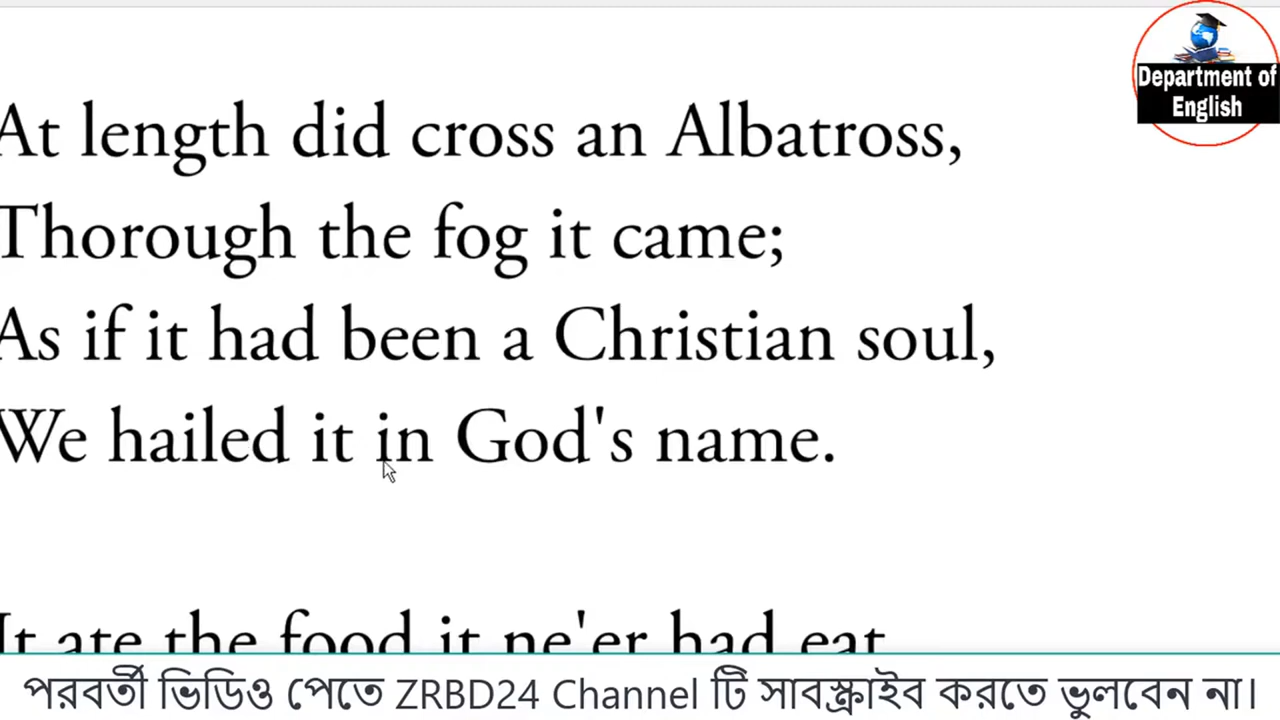 Department of
English
At length did cross an Albatross,
Thorough the fog it came;
As if it had been a Christian soul,
We hailed it in God's name.
It ate the food it ne'er had eat
পরবর্তী ভিডিও পেতে ZRBD24 Channel টি সাবস্ক্রাইব করতে ভুলবেন না।